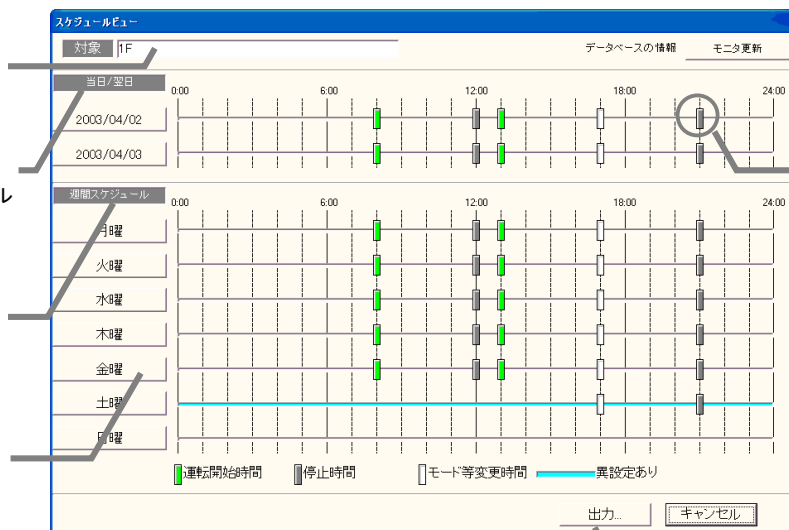 スケジュールビュー
対象 1F データベースの情報 モニタ更新
当日/翌日
0:00 6:00 12:00 18:00 24:00
2003/04/02
2003/04/03
ル
週間スケジュール
0:00 6:00 12:00 18:00 24:00
月曜
火曜
水曜
木曜
金曜
土曜
日曜
運転開始時間 停止時間 モード等変更時間 異設定あり
出力... キャンセル